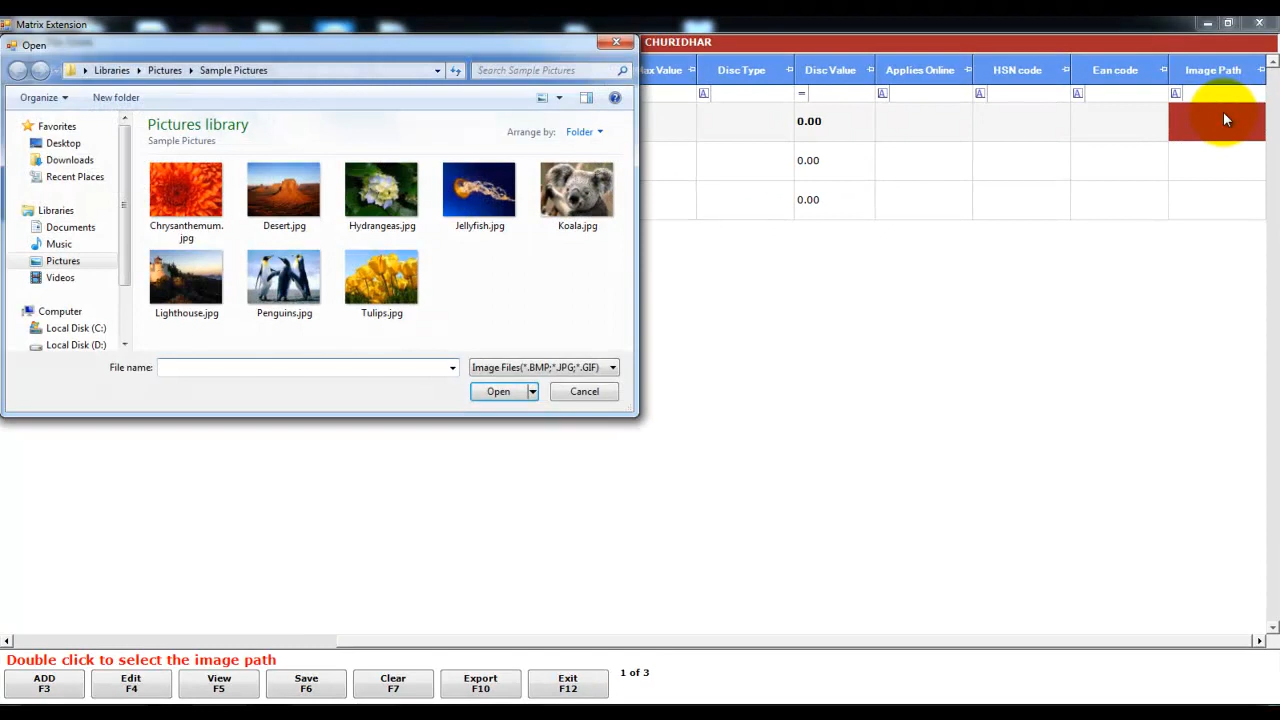 Matrix Extension
Open
Libraries
Pictures
Sample Pictures
Search Sample Pictures
Organize
New folder
Favorites
Desktop
Downloads
Recent Places
Libraries
Documents
Music
Pictures
Videos
Computer
Local Disk (C:)
Local Disk (D:)
Pictures library
Sample Pictures
Arrange by: Folder
Chrysanthemum.
jpg
Desert.jpg
Hydrangeas.jpg
Jellyfish.jpg
Koala.jpg
Lighthouse.jpg
Penguins.jpg
Tulips.jpg
File name:
Image Files(*.BMP;*.JPG;*.GIF)
Open
Cancel
CHURIDHAR
Value
Disc Type
Disc Value
Applies Online
HSN code
Ean code
Image Path
A
=
A
A
A
A
0.00
0.00
0.00
Double click to select the image path
ADD
F3
Edit
F4
View
F5
Save
F6
Clear
F7
Export
F10
Exit
F12
1 of 3